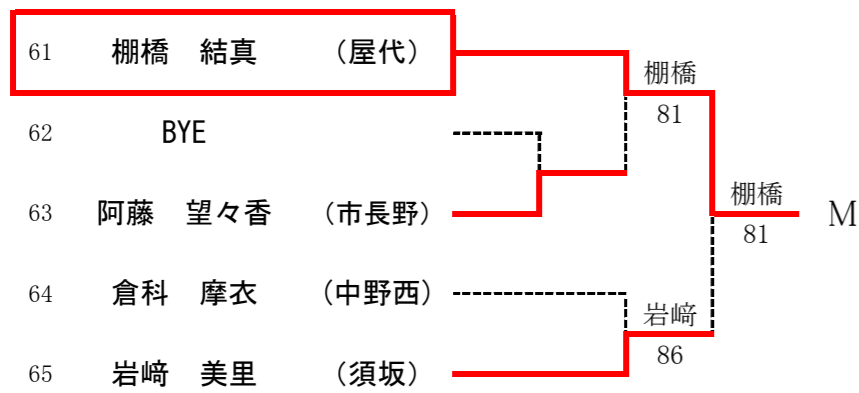 61 棚橋 結真 (屋代)
棚橋
81
62 BYE
63 阿藤 望々香 (市長野)
棚橋
81
M
64 倉科 摩衣 (中野西)
岩﨑
86
65 岩﨑 美里 (須坂)